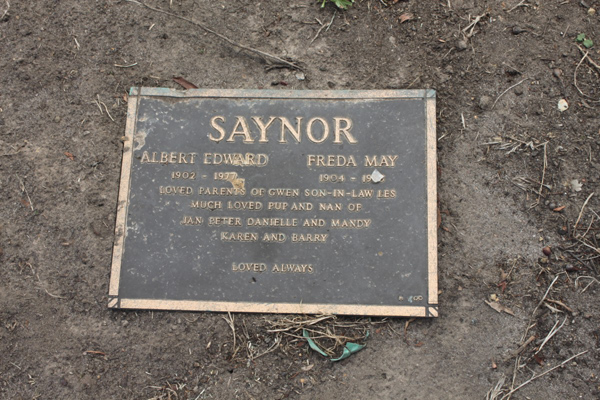 SAYNOR
ALBERT EDWARD FREDA MAY
1902 - 1977 1904 -
LOVED PARENTS OF GWEN SON-IN-LAW LES
MUCH LOVED PUP AND NAN OF
JAN PETER DANIELLE AND MANDY
KAREN AND BARRY
LOVED ALWAYS